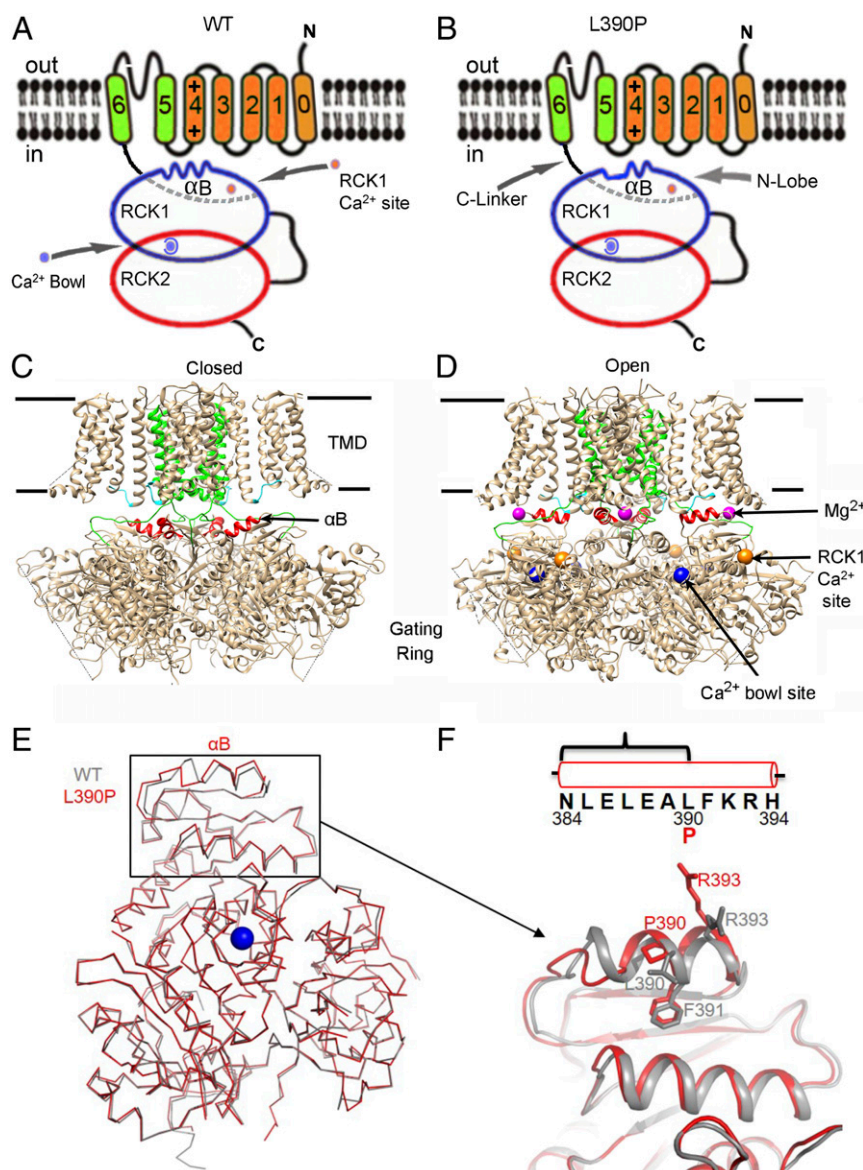 A
WT
N
out
6
5
+
4
+
3
2
1
0
in
αB
RCK1
RCK1
Ca²⁺ site
Ca²⁺ Bowl
RCK2
C
B
L390P
N
out
6
5
+
4
+
3
2
1
0
in
C-Linker
αB
N-Lobe
RCK1
RCK2
C
C
Closed
TMD
αB
Gating
Ring
D
Open
Mg²⁺
RCK1
Ca²⁺
site
Ca²⁺ bowl site
E
αB
WT
L390P
F
N L E L E A L F K R H
384
390
394
P
R393
P390
R393
L390
F391